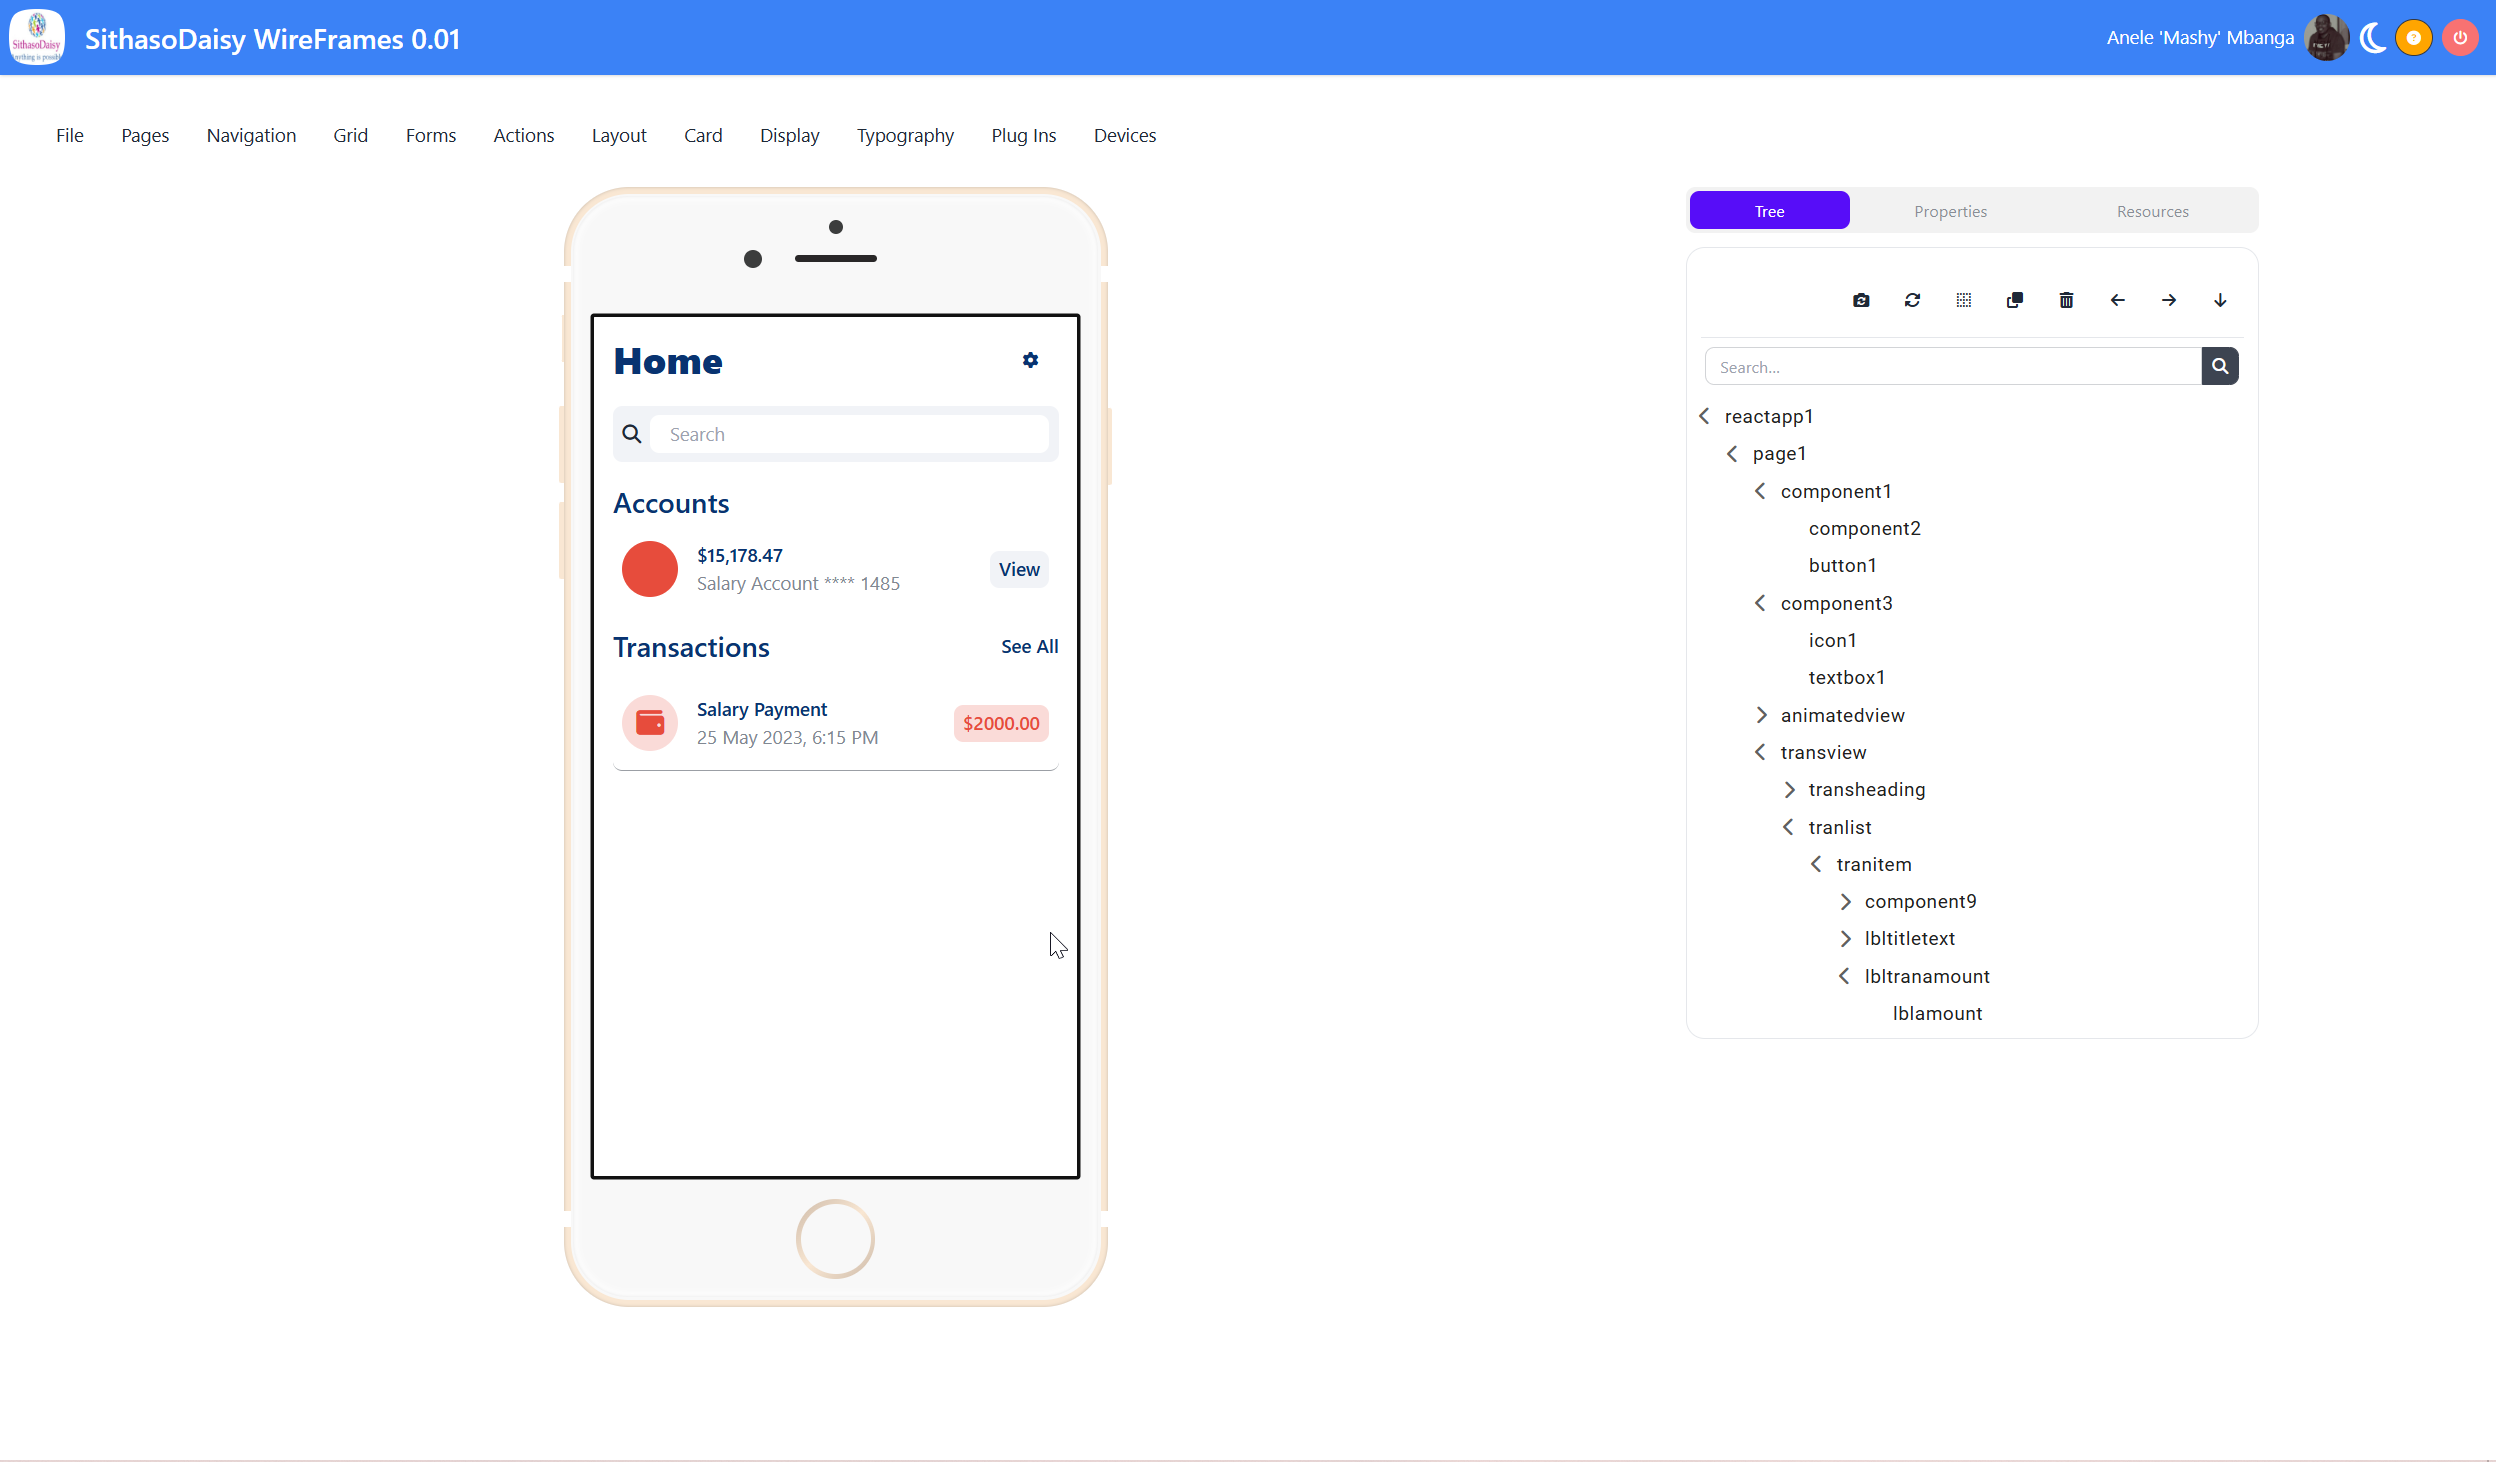 SithasoDaisy
SithasoDaisy WireFrames 0.01
Anele 'Mashy' Mbanga
File Pages Navigation Grid Forms Actions Layout Card Display Typography Plug Ins Devices
Home
Search
Accounts
$15,178.47
Salary Account **** 1485
View
Transactions
See All
Salary Payment
25 May 2023, 6:15 PM
$2000.00
Tree Properties Resources
Search...
reactapp1
page1
component1
component2
button1
component3
icon1
textbox1
animatedview
transview
transheading
tranlist
tranitem
component9
lbltitletext
lbltranamount
lblamount